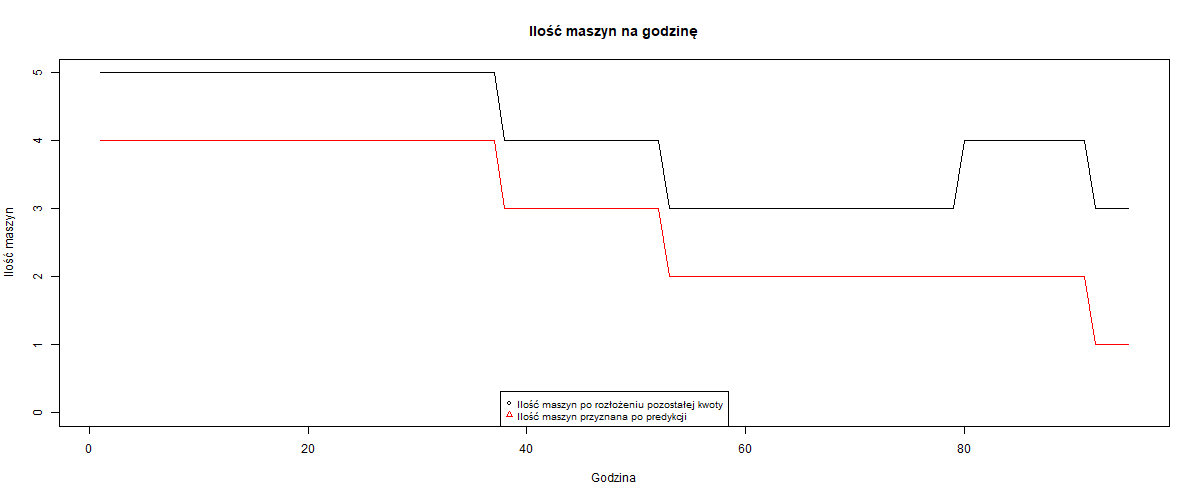 Ilość maszyn na godzinę
Ilość maszyn
5
4
3
2
1
0
Ilość maszyn po rozłożeniu pozostałej kwoty
Ilość maszyn przyznana po predykcji
0 20 40 60 80
Godzina